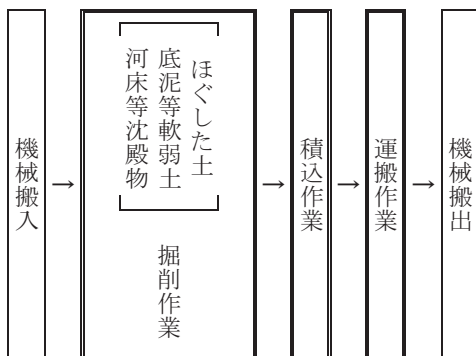 機械搬入
ほぐした土
底泥等軟弱土
河床等沈殿物
掘削作業
積込作業
運搬作業
機械搬出